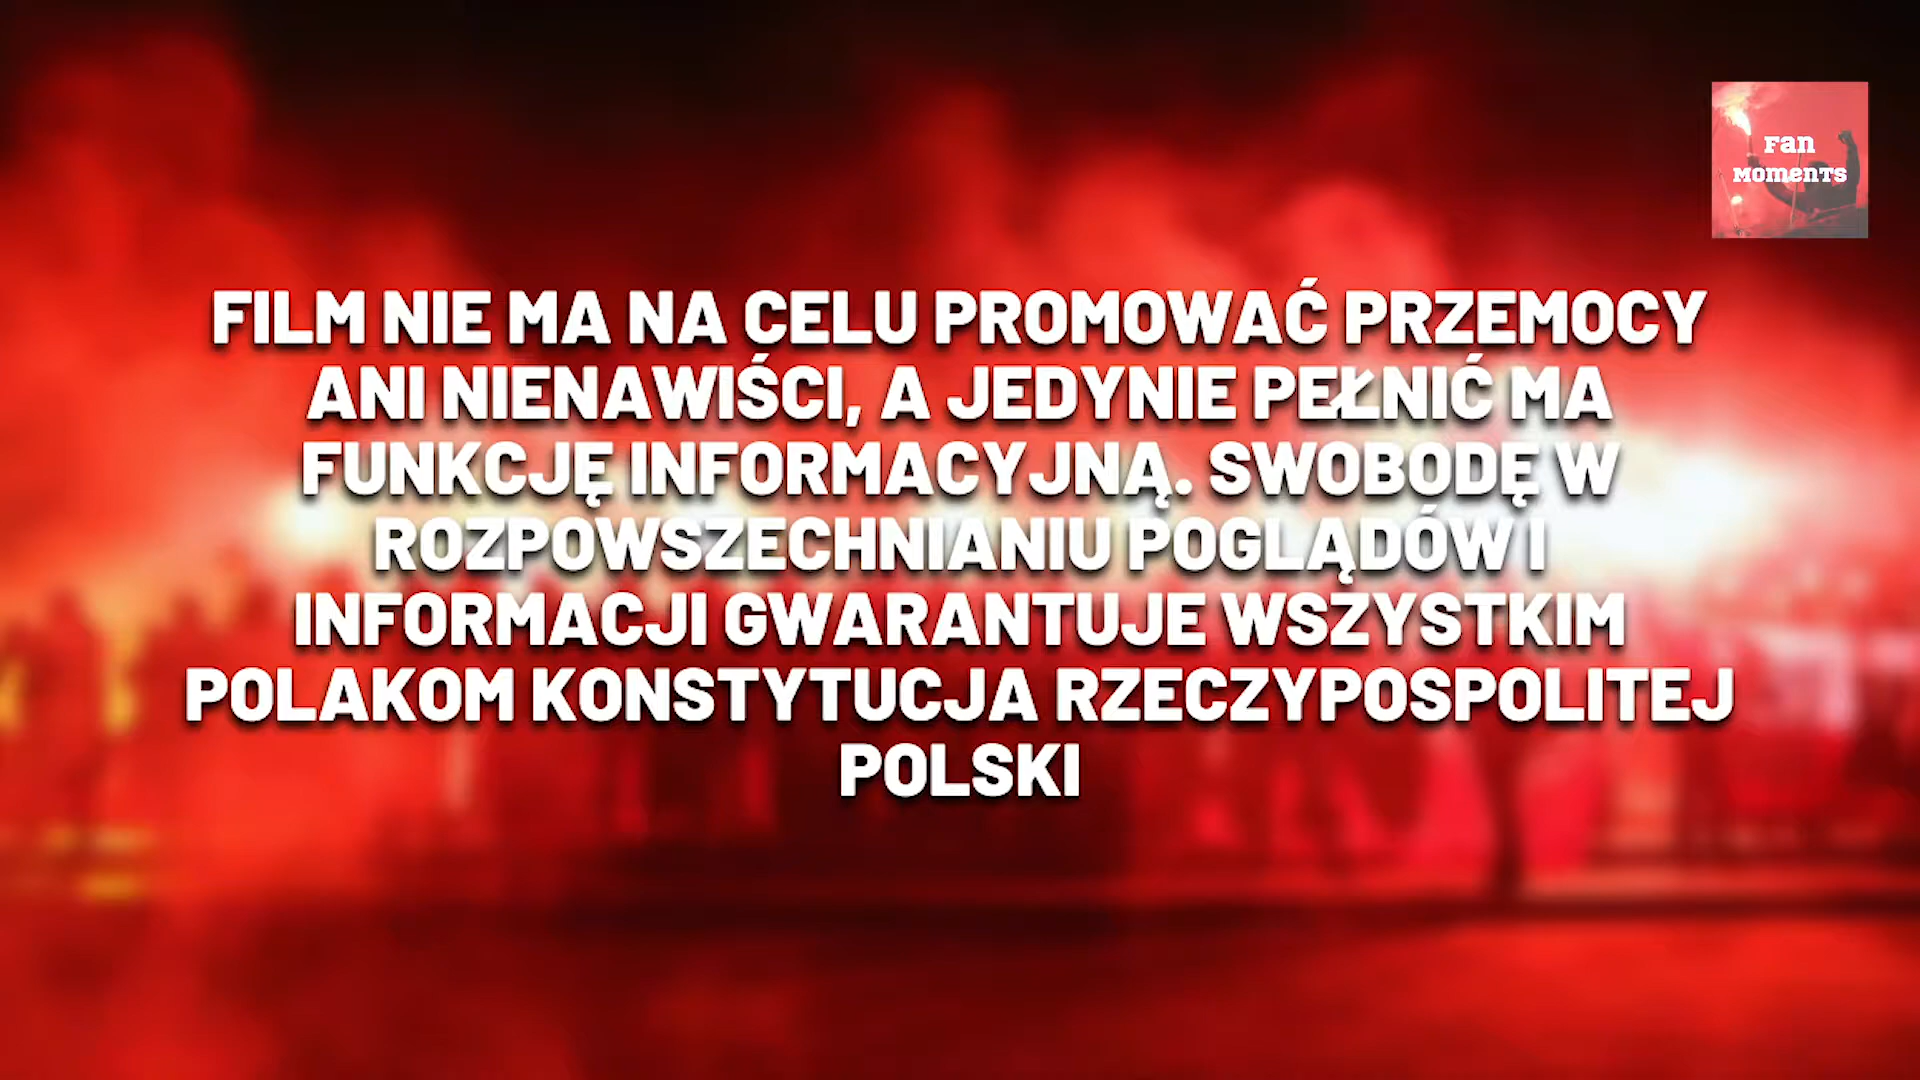 Fan
Moments
FILM NIE MA NA CELU PROMOWAĆ PRZEMOCY
ANI NIENAWIŚCI, A JEDYNIE PEŁNIĆ MA
FUNKCJĘ INFORMACYJNĄ. SWOBODĘ W
ROZPOWSZECHNIANIU POGLĄDÓW I
INFORMACJI GWARANTUJE WSZYSTKIM
POLAKOM KONSTYTUCJA RZECZYPOSPOLITEJ
POLSKI